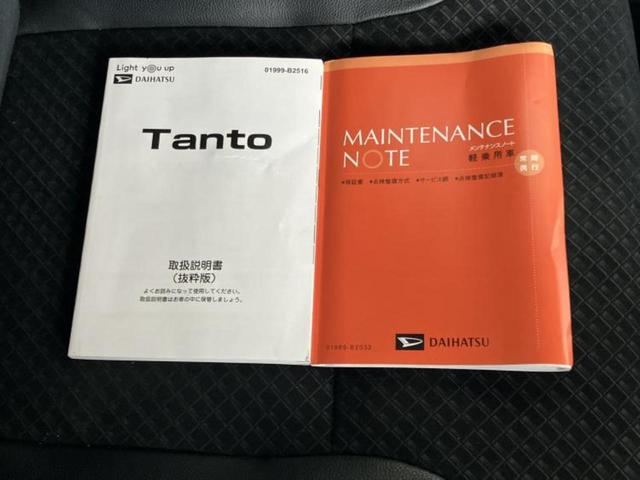 Light you up
DAIHATSU
01999-B2516
Tanto
取扱説明書
(抜粋版)
よくお読みになって使用してください。
取扱説明書はお車の中に保管しましょう。
MAINTENANCE
NOTE
メンテナンスノート
軽乗用車
常時
携行
•保証書 •点検整備方式 •サービス網 •点検整備記録簿
01999-B2532
DAIHATSU